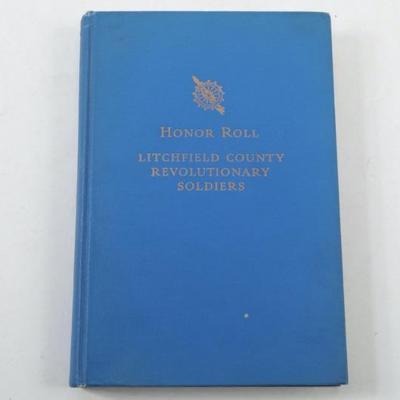 HONOR ROLL
LITCHFIELD COUNTY
REVOLUTIONARY
SOLDIERS